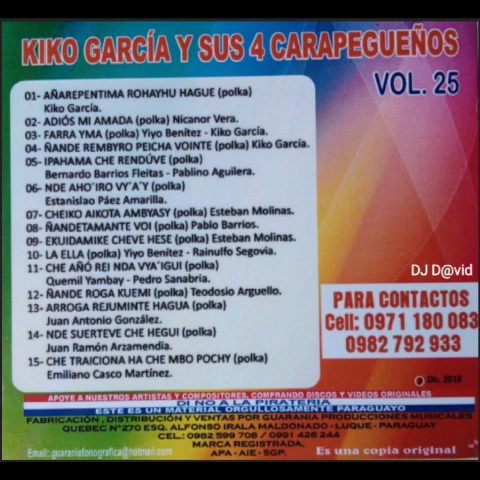 KIKO GARCÍA Y SUS 4 CARAPEGUEÑOS
VOL. 25
01- AÑAREPENTIMA ROHAYHU HAGUE (polka)
Kiko García.
02- ADIÓS MI AMADA (polka) Nicanor Vera.
03- FARRA YMA (polka) Yiyo Benítez - Kiko García.
04- ÑANDE REMBYRO PEICHA VOINTE (polka) Kiko García.
05- IPAHAMA CHE RENDÚVE (polka)
Bernardo Barrios Fleitas - Pablino Aguilera.
06- NDE AHO'IRO VY'A'Y (polka)
Estanislao Páez Amarilla.
07- CHEIKO AIKOTA AMBYASY (polka) Esteban Molinas.
08- ÑANDETAMANTE VOI (polka) Pablo Barrios.
09- EKUIDAMIKE CHEVE HESE (polka) Esteban Molinas.
10- LA ELLA (polka) Yiyo Benítez - Rainulfo Segovia.
11- CHE AÑÓ REI NDA VYA'IGUI (polka)
Quemil Yambay - Pedro Sanabria.
12- ÑANDE ROGA KUEMI (polka) Teodosio Arguello.
13- ARROGA REJUMINTE HAGUA (polka)
Juan Antonio González.
14- NDE SUERTEVE CHE HEGUI (polka)
Juan Ramón Arzamendia.
15- CHE TRAICIONA HA CHE MBO POCHY (polka)
Emiliano Casco Martínez.
DJ D@vid
PARA CONTACTOS
Cell: 0971 180 083
0982 792 933
Dic. 2018
APOYE A NUESTROS ARTISTAS Y COMPOSITORES, COMPRANDO DISCOS Y VIDEOS ORIGINALES
DI NO A LA PIRATERIA
ESTE ES UN MATERIAL ORGULLOSAMENTE PARAGUAYO
FABRICACIÓN, DISTRIBUCIÓN Y VENTAS POR GUARANIA PRODUCCIONES MUSICALES
QUEBEC Nº270 ESQ. ALFONSO IRALA MALDONADO - LUQUE - PARAGUAY
CEL.: 0982 599 708 / 0991 426 244
MARCA REGISTRADA.
APA - AIE - SGP.
Email: .guaraniafonografica@hotmail.com
Es una copia original